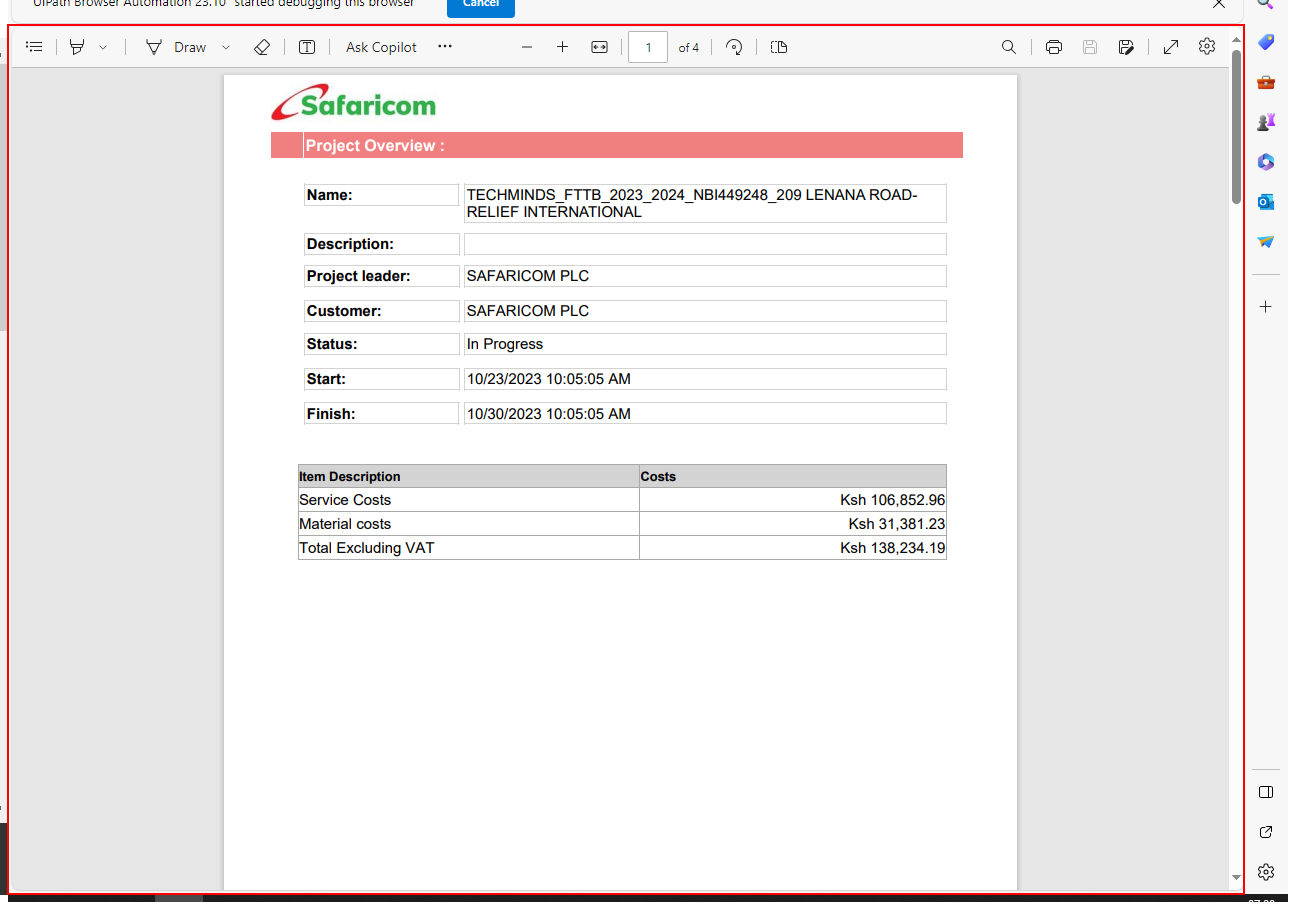 UiPath Browser Automation 23.10" started debugging this browser Cancel
Draw Ask Copilot 1 of 4
Safaricom
Project Overview :
Name: TECHMINDS_FTTB_2023_2024_NBI449248_209 LENANA ROAD-
RELIEF INTERNATIONAL
Description:
Project leader: SAFARICOM PLC
Customer: SAFARICOM PLC
Status: In Progress
Start: 10/23/2023 10:05:05 AM
Finish: 10/30/2023 10:05:05 AM
Item Description Costs
Service Costs Ksh 106,852.96
Material costs Ksh 31,381.23
Total Excluding VAT Ksh 138,234.19